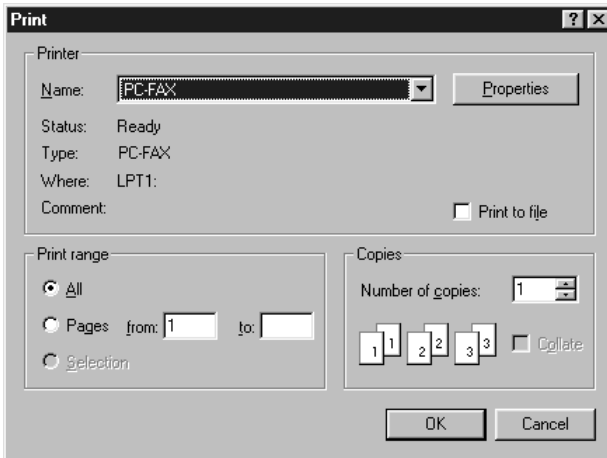 Print
Printer
Name: PC-FAX Properties
Status: Ready
Type: PC-FAX
Where: LPT1:
Comment: Print to file
Print range
All
Pages from: 1 to:
Selection
Copies
Number of copies: 1
1 1 2 2 3 3 Collate
OK Cancel